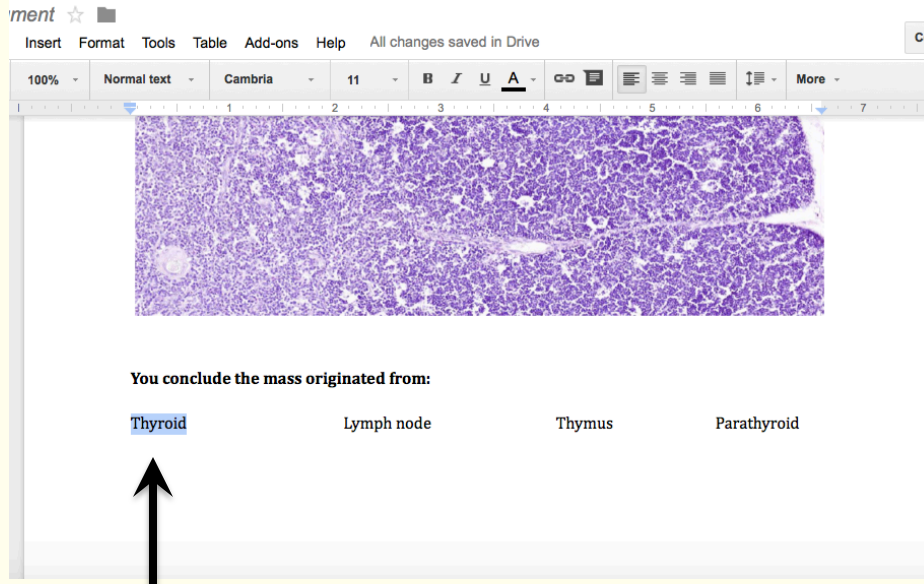 ument
Insert Format Tools Table Add-ons Help All changes saved in Drive
100% Normal text Cambria 11 B I U A More
1 2 3 4 5 6 7
You conclude the mass originated from:
Thyroid Lymph node Thymus Parathyroid